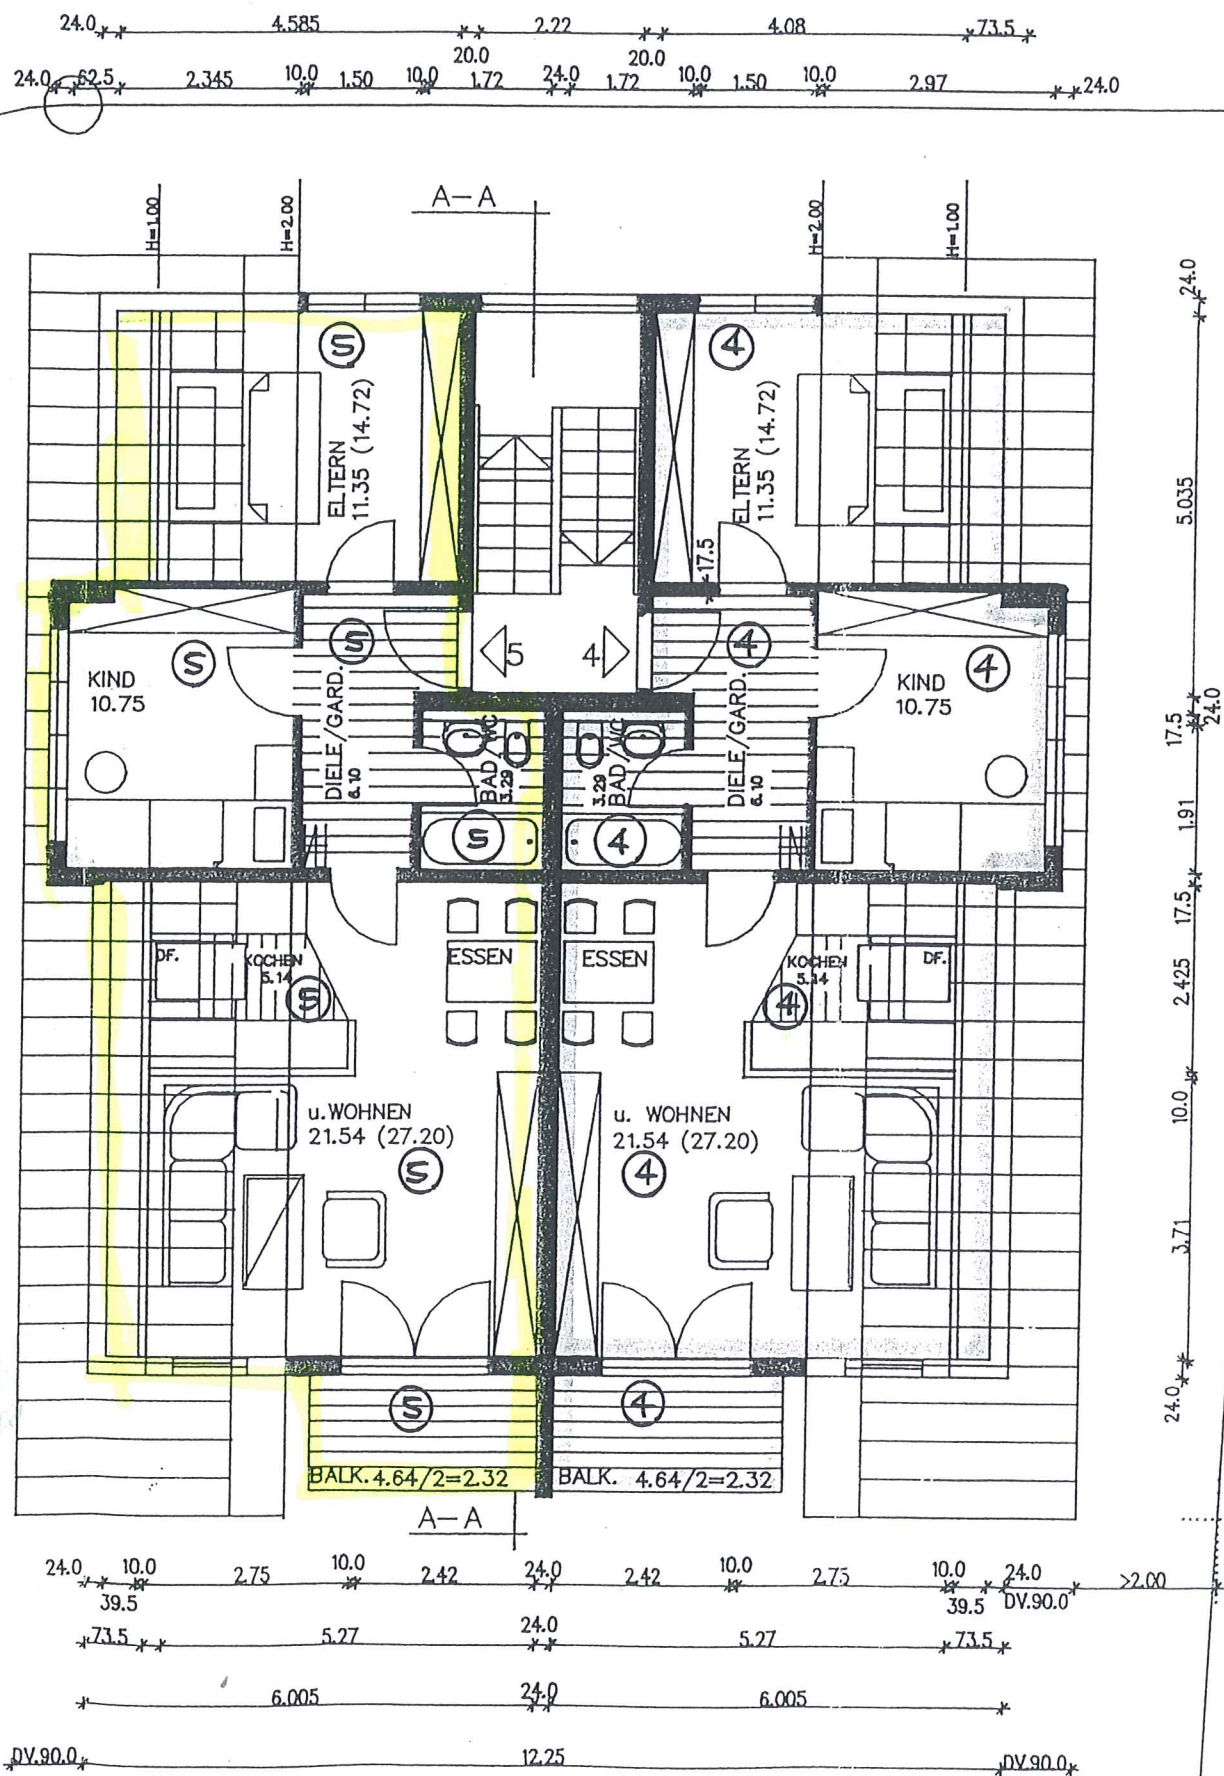 24.0 4.585 2.22 4.08 73.5
20.0 20.0
24.0 62.5 2.345 10.0 1.50 10.0 1.72 24.0 1.72 10.0 1.50 10.0 2.97 24.0
A-A
H=1.00
H=2.00
H=2.00
H=1.00
24.0
5
4
ELTERN
11.35 (14.72)
ELTERN
11.35 (14.72)
5.035
17.5
5
5
5
4
4
4
KIND
10.75
KIND
10.75
DIELE/GARD.
6.10
BAD/WC
3.29
3.29
BAD/WC
DIELE/GARD.
6.10
24.0
17.5
1.91
5
4
17.5
DF.
KOCHEN
5.14
5
ESSEN
ESSEN
KOCHEN
5.14
4
DF.
2.425
10.0
u. WOHNEN
21.54 (27.20)
5
u. WOHNEN
21.54 (27.20)
4
3.71
24.0
5
4
BALK. 4.64/2=2.32
BALK. 4.64/2=2.32
A-A
24.0 10.0 2.75 10.0 2.42 24.0 2.42 10.0 2.75 10.0 24.0 >2.00
39.5 39.5 DV.90.0
73.5 5.27 24.0 5.27 73.5
6.005 24.0 6.005
DV.90.0 12.25 DV.90.0